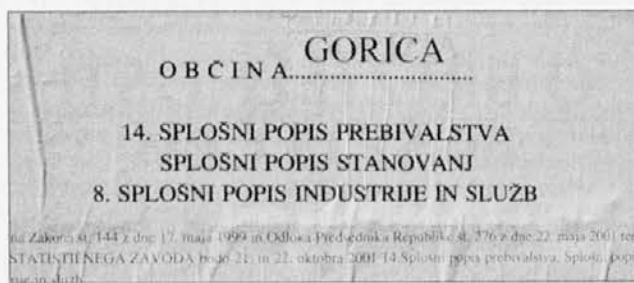 OBČINA..............................GORICA
14. SPLOŠNI POPIS PREBIVALSTVA
SPLOŠNI POPIS STANOVANJ
8. SPLOŠNI POPIS INDUSTRIJE IN SLUŽB
na Zakona št. 144 z dne 17. maja 1999 in Odloka Predsednika Republike št. 276 z dne 22. maja 2001 ter
STATISTIČNEGA ZAVODA bodo 21. in 22. oktobra 2001 14.Splošni popis prebivalstva, Splošni popis
in služb